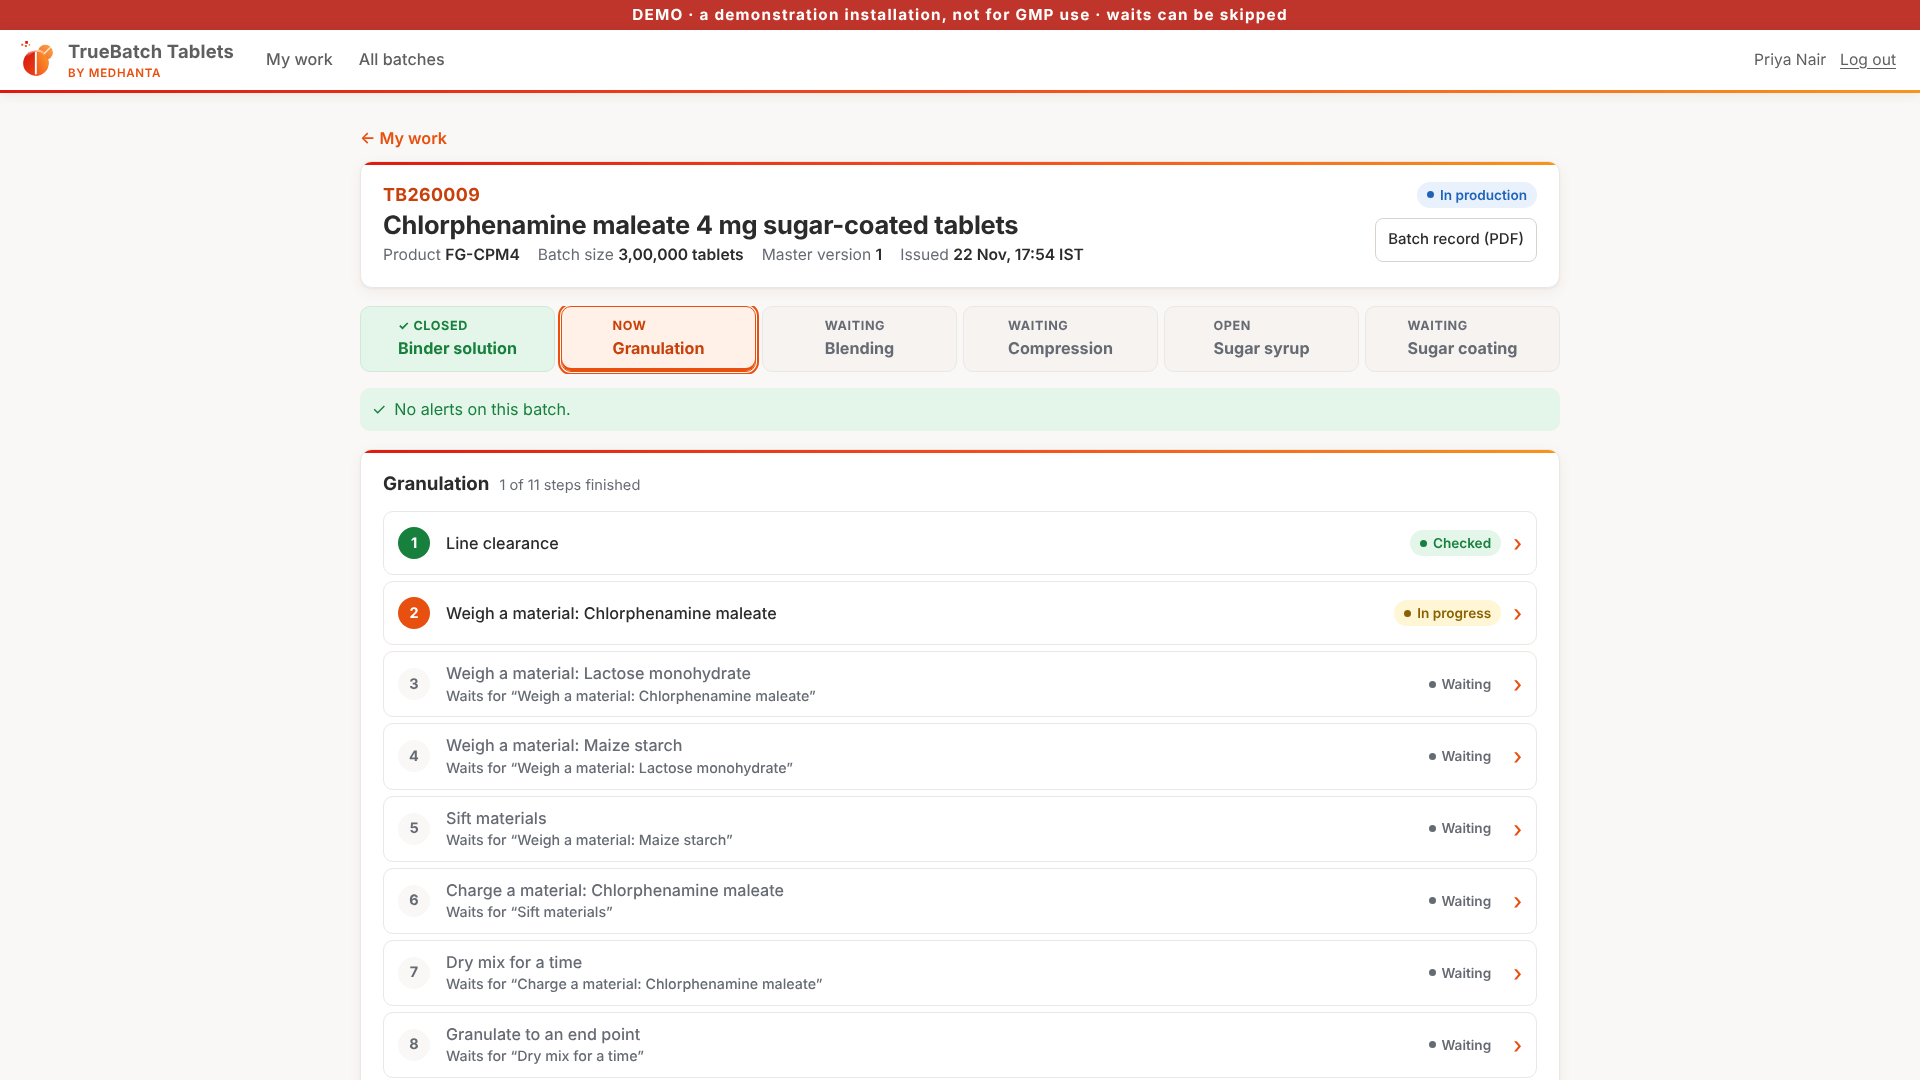 DEMO · a demonstration installation, not for GMP use · waits can be skipped
TrueBatch Tablets
BY MEDHANTA
My work
All batches
Priya Nair
Log out
← My work
TB260009
In production
Chlorphenamine maleate 4 mg sugar-coated tablets
Batch record (PDF)
Product FG-CPM4 Batch size 3,00,000 tablets Master version 1 Issued 22 Nov, 17:54 IST
✓ CLOSED
Binder solution
NOW
Granulation
WAITING
Blending
WAITING
Compression
OPEN
Sugar syrup
WAITING
Sugar coating
✓ No alerts on this batch.
Granulation 1 of 11 steps finished
1 Line clearance Checked
2 Weigh a material: Chlorphenamine maleate In progress
3 Weigh a material: Lactose monohydrate
Waits for “Weigh a material: Chlorphenamine maleate”
Waiting
4 Weigh a material: Maize starch
Waits for “Weigh a material: Lactose monohydrate”
Waiting
5 Sift materials
Waits for “Weigh a material: Maize starch”
Waiting
6 Charge a material: Chlorphenamine maleate
Waits for “Sift materials”
Waiting
7 Dry mix for a time
Waits for “Charge a material: Chlorphenamine maleate”
Waiting
8 Granulate to an end point
Waits for “Dry mix for a time”
Waiting